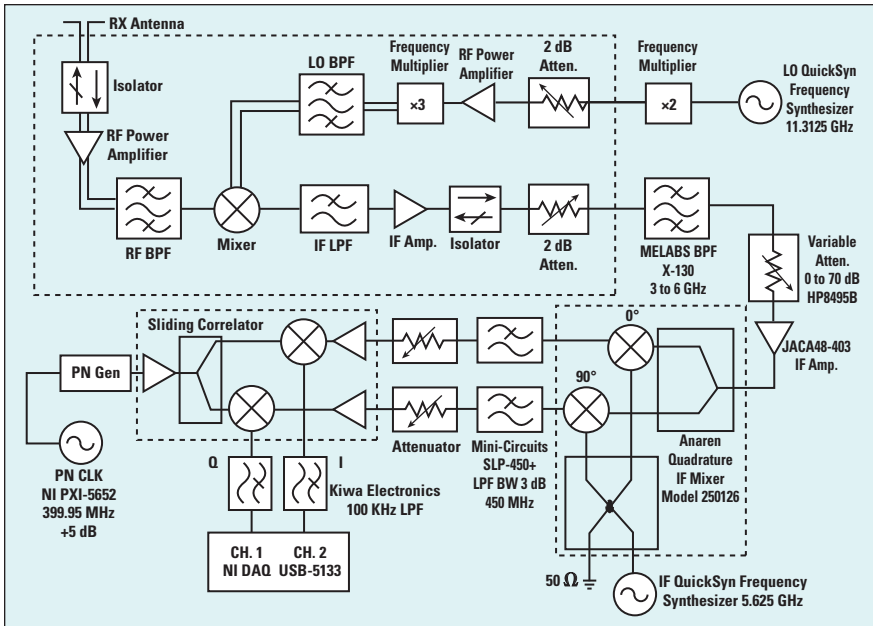 RX Antenna
Isolator
RF Power
Amplifier
RF BPF
LO BPF
Frequency
Multiplier
×3
RF Power
Amplifier
2 dB
Atten.
Frequency
Multiplier
×2
LO QuickSyn
Frequency
Synthesizer
11.3125 GHz
Mixer
IF LPF
IF Amp.
Isolator
2 dB
Atten.
MELABS BPF
X-130
3 to 6 GHz
Variable
Atten.
0 to 70 dB
HP8495B
JACA48-403
IF Amp.
Sliding Correlator
PN Gen
PN CLK
NI PXI-5652
399.95 MHz
+5 dB
Q
I
Kiwa Electronics
100 KHz LPF
CH. 1
NI DAQ
CH. 2
USB-5133
Attenuator
Mini-Circuits
SLP-450+
LPF BW 3 dB
450 MHz
0°
90°
Anaren
Quadrature
IF Mixer
Model 250126
50 Ω
IF QuickSyn Frequency
Synthesizer 5.625 GHz